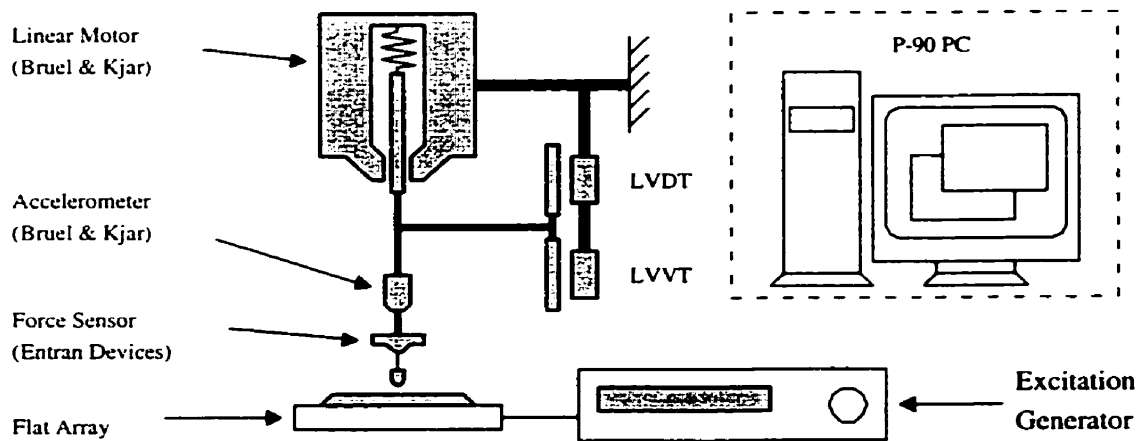 Linear Motor
(Bruel & Kjar)
P-90 PC
LVDT
Accelerometer
(Bruel & Kjar)
LVVT
Force Sensor
(Entran Devices)
Flat Array
Excitation
Generator